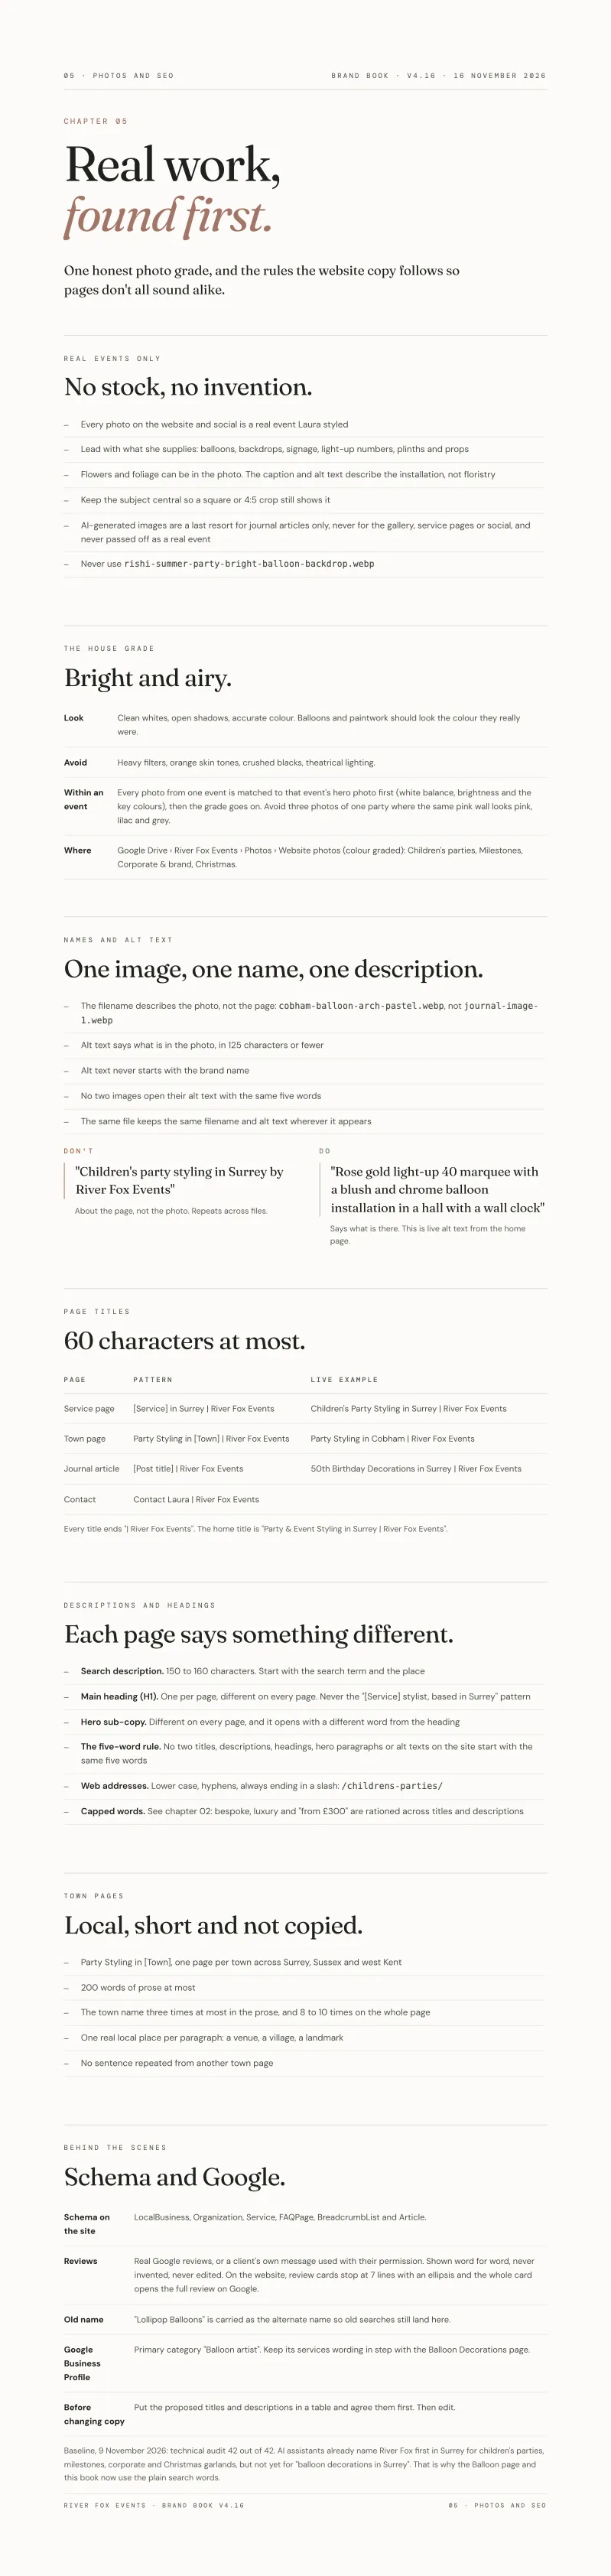 05 · PHOTOS AND SEO
BRAND BOOK · V4.16 · 16 NOVEMBER 2026
CHAPTER 05
Real work,
found first.
One honest photo grade, and the rules the website copy follows so
pages don't all sound alike.
REAL EVENTS ONLY
No stock, no invention.
– Every photo on the website and social is a real event Laura styled
– Lead with what she supplies: balloons, backdrops, signage, light-up numbers, plinths and props
– Flowers and foliage can be in the photo. The caption and alt text describe the installation, not floristry
– Keep the subject central so a square or 4:5 crop still shows it
– AI-generated images are a last resort for journal articles only, never for the gallery, service pages or social, and
never passed off as a real event
– Never use rishi-summer-party-bright-balloon-backdrop.webp
THE HOUSE GRADE
Bright and airy.
Look
Clean whites, open shadows, accurate colour. Balloons and paintwork should look the colour they really
were.
Avoid
Heavy filters, orange skin tones, crushed blacks, theatrical lighting.
Within an
event
Every photo from one event is matched to that event's hero photo first (white balance, brightness and the
key colours), then the grade goes on. Avoid three photos of one party where the same pink wall looks pink,
lilac and grey.
Where
Google Drive › River Fox Events › Photos › Website photos (colour graded): Children's parties, Milestones,
Corporate & brand, Christmas.
NAMES AND ALT TEXT
One image, one name, one description.
– The filename describes the photo, not the page: cobham-balloon-arch-pastel.webp, not journal-image-
1.webp
– Alt text says what is in the photo, in 125 characters or fewer
– Alt text never starts with the brand name
– No two images open their alt text with the same five words
– The same file keeps the same filename and alt text wherever it appears
DON'T
"Children's party styling in Surrey by
River Fox Events"
About the page, not the photo. Repeats across files.
DO
"Rose gold light-up 40 marquee with
a blush and chrome balloon
installation in a hall with a wall clock"
Says what is there. This is live alt text from the home
page.
PAGE TITLES
60 characters at most.
PAGE PATTERN LIVE EXAMPLE
Service page [Service] in Surrey | River Fox Events Children's Party Styling in Surrey | River Fox Events
Town page Party Styling in [Town] | River Fox Events Party Styling in Cobham | River Fox Events
Journal article [Post title] | River Fox Events 50th Birthday Decorations in Surrey | River Fox Events
Contact Contact Laura | River Fox Events
Every title ends "| River Fox Events". The home title is "Party & Event Styling in Surrey | River Fox Events".
DESCRIPTIONS AND HEADINGS
Each page says something different.
– Search description. 150 to 160 characters. Start with the search term and the place
– Main heading (H1). One per page, different on every page. Never the "[Service] stylist, based in Surrey" pattern
– Hero sub-copy. Different on every page, and it opens with a different word from the heading
– The five-word rule. No two titles, descriptions, headings, hero paragraphs or alt texts on the site start with the
same five words
– Web addresses. Lower case, hyphens, always ending in a slash: /childrens-parties/
– Capped words. See chapter 02: bespoke, luxury and "from £300" are rationed across titles and descriptions
TOWN PAGES
Local, short and not copied.
– Party Styling in [Town], one page per town across Surrey, Sussex and west Kent
– 200 words of prose at most
– The town name three times at most in the prose, and 8 to 10 times on the whole page
– One real local place per paragraph: a venue, a village, a landmark
– No sentence repeated from another town page
BEHIND THE SCENES
Schema and Google.
Schema on
the site
LocalBusiness, Organization, Service, FAQPage, BreadcrumbList and Article.
Reviews
Real Google reviews, or a client's own message used with their permission. Shown word for word, never
invented, never edited. On the website, review cards stop at 7 lines with an ellipsis and the whole card
opens the full review on Google.
Old name
"Lollipop Balloons" is carried as the alternate name so old searches still land here.
Google
Business
Profile
Primary category "Balloon artist". Keep its services wording in step with the Balloon Decorations page.
Before
changing copy
Put the proposed titles and descriptions in a table and agree them first. Then edit.
Baseline, 9 November 2026: technical audit 42 out of 42. AI assistants already name River Fox first in Surrey for children's parties,
milestones, corporate and Christmas garlands, but not yet for "balloon decorations in Surrey". That is why the Balloon page and
this book now use the plain search words.
RIVER FOX EVENTS · BRAND BOOK V4.16
05 · PHOTOS AND SEO